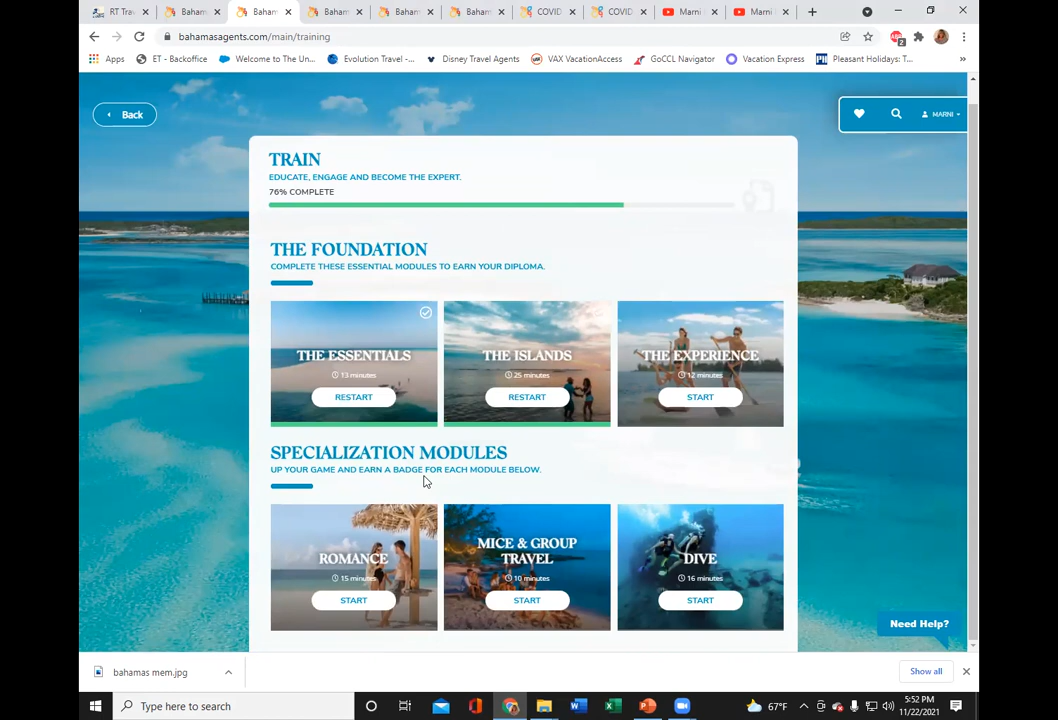 RT Trav
Baham
Baham
Baham
Baham
Baham
COVID
COVID
Marni
Marni
bahamasagents.com/main/training
2
Apps
ET - Backoffice
Welcome to The Un...
Evolution Travel -...
Disney Travel Agents
VAX VacationAccess
GoCCL Navigator
Vacation Express
Pleasant Holidays: T...
Back
MARNI
TRAIN
EDUCATE, ENGAGE AND BECOME THE EXPERT.
76% COMPLETE
THE FOUNDATION
COMPLETE THESE ESSENTIAL MODULES TO EARN YOUR DIPLOMA.
THE ESSENTIALS
13 minutes
RESTART
THE ISLANDS
25 minutes
RESTART
THE EXPERIENCE
12 minutes
START
SPECIALIZATION MODULES
UP YOUR GAME AND EARN A BADGE FOR EACH MODULE BELOW.
ROMANCE
15 minutes
START
MICE & GROUP
TRAVEL
10 minutes
START
DIVE
16 minutes
START
Need Help?
bahamas mem.jpg
Show all
Type here to search
67°F
5:52 PM
11/22/2021